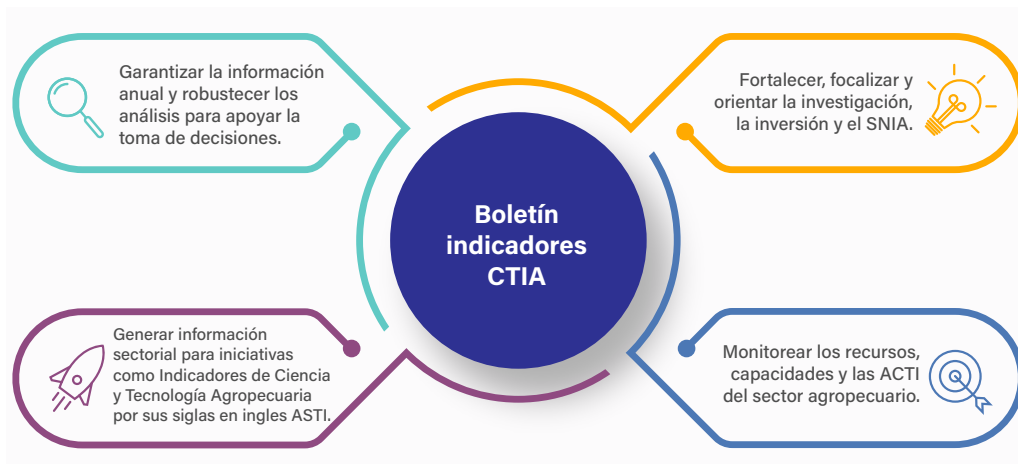 Garantizar la información
anual y robustecer los
análisis para apoyar la
toma de decisiones.
Fortalecer, focalizar y
orientar la investigación,
la inversión y el SNIA.
Boletín
indicadores
CTIA
Generar información
sectorial para iniciativas
como Indicadores de Ciencia
y Tecnología Agropecuaria
por sus siglas en ingles ASTI.
Monitorear los recursos,
capacidades y las ACTI
del sector agropecuario.